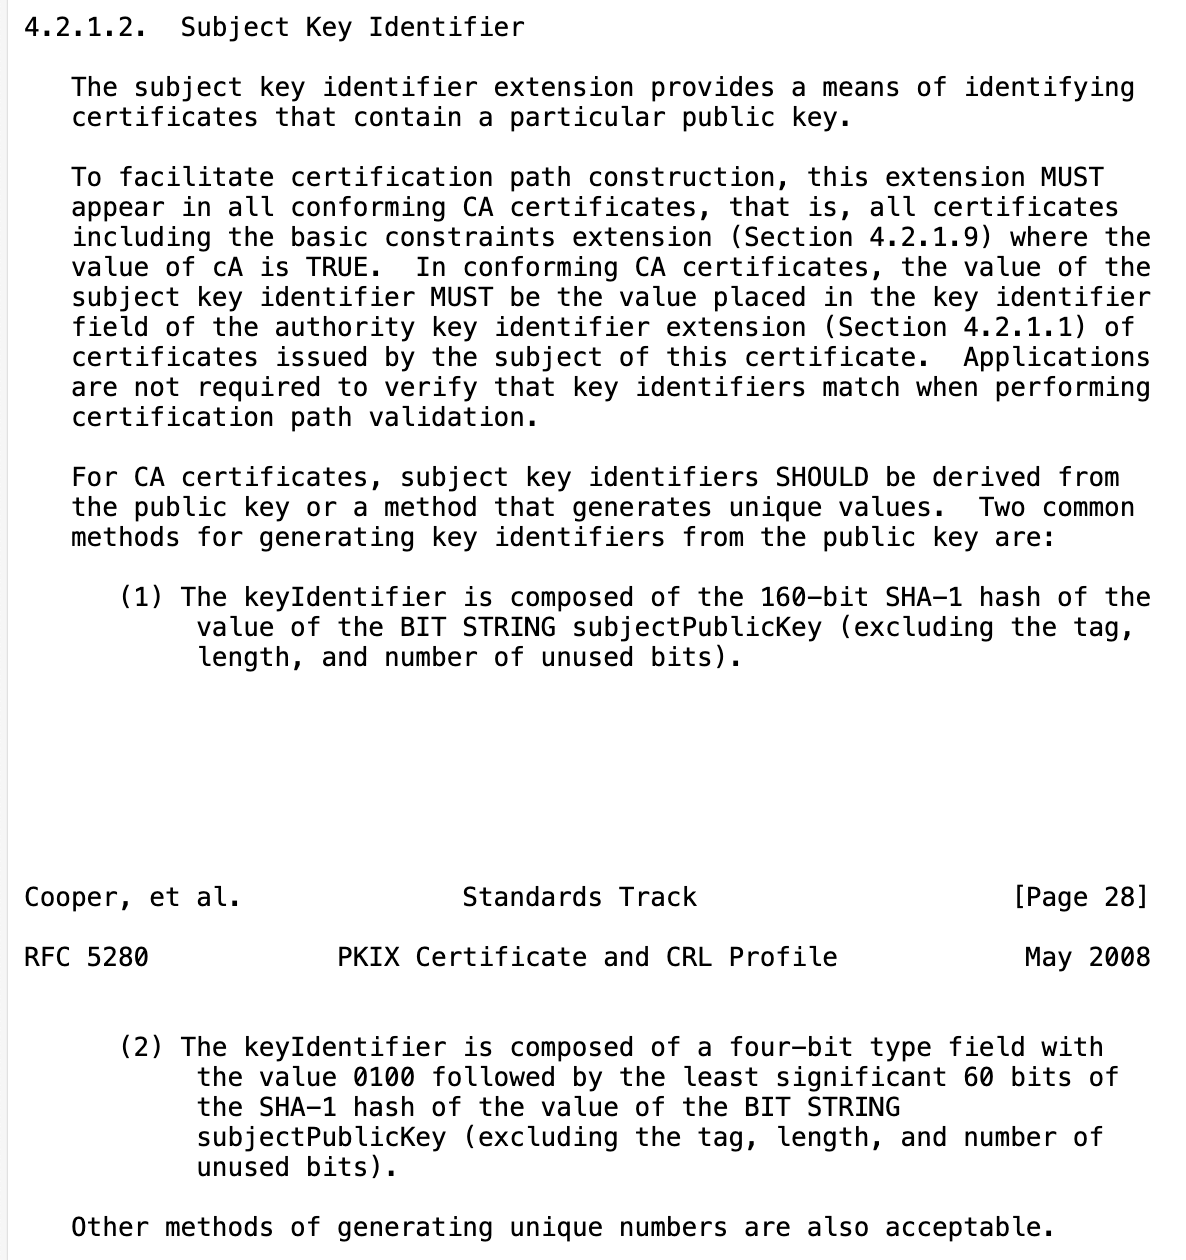 4.2.1.2.  Subject Key Identifier
The subject key identifier extension provides a means of identifying
certificates that contain a particular public key.
To facilitate certification path construction, this extension MUST
appear in all conforming CA certificates, that is, all certificates
including the basic constraints extension (Section 4.2.1.9) where the
value of cA is TRUE.  In conforming CA certificates, the value of the
subject key identifier MUST be the value placed in the key identifier
field of the authority key identifier extension (Section 4.2.1.1) of
certificates issued by the subject of this certificate.  Applications
are not required to verify that key identifiers match when performing
certification path validation.
For CA certificates, subject key identifiers SHOULD be derived from
the public key or a method that generates unique values.  Two common
methods for generating key identifiers from the public key are:
(1) The keyIdentifier is composed of the 160-bit SHA-1 hash of the
value of the BIT STRING subjectPublicKey (excluding the tag,
length, and number of unused bits).
Cooper, et al.                Standards Track                [Page 28]
RFC 5280            PKIX Certificate and CRL Profile            May 2008
(2) The keyIdentifier is composed of a four-bit type field with
the value 0100 followed by the least significant 60 bits of
the SHA-1 hash of the value of the BIT STRING
subjectPublicKey (excluding the tag, length, and number of
unused bits).
Other methods of generating unique numbers are also acceptable.